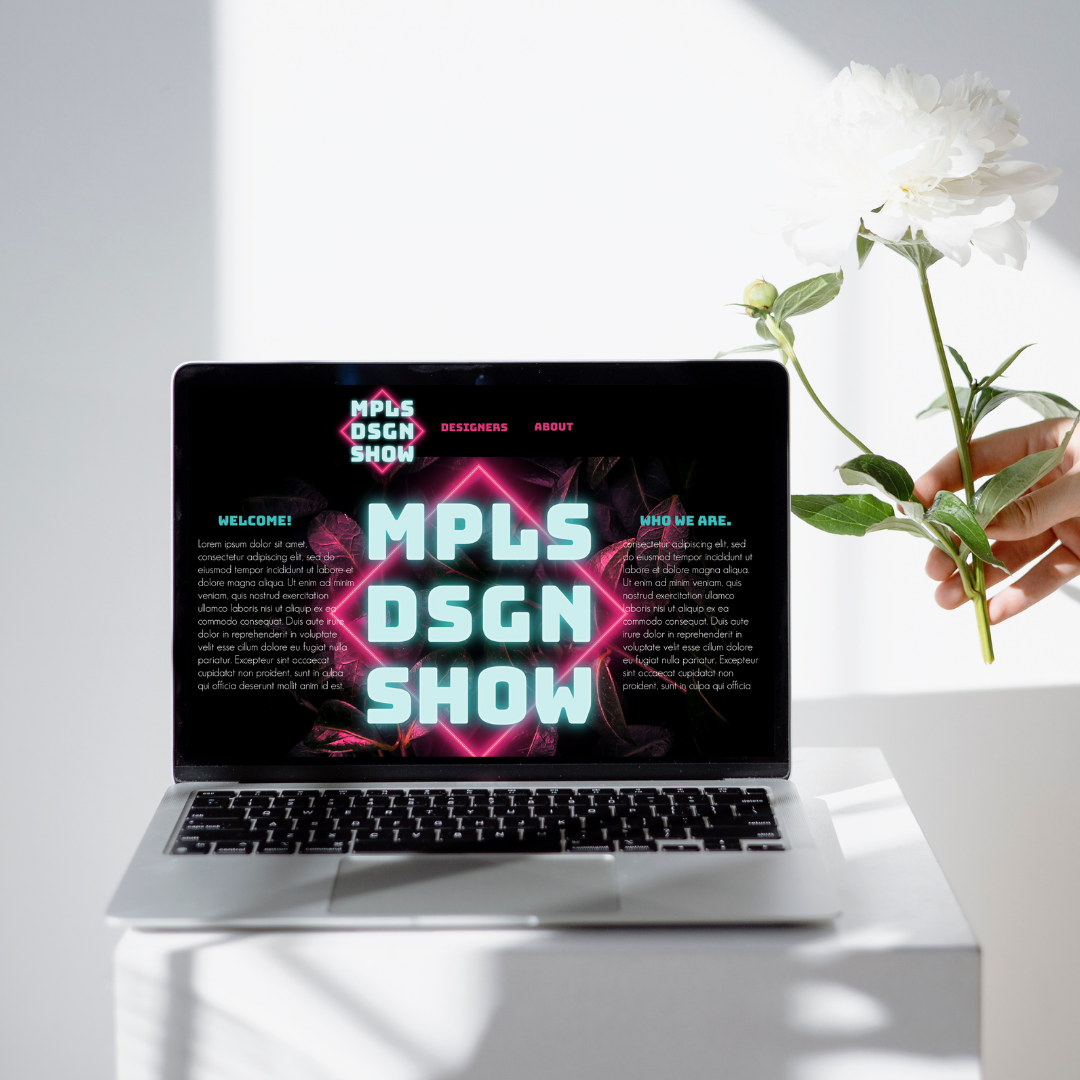 MPLS
DSGN
SHOW
DESIGNERS
ABOUT
WELCOME!
Lorem ipsum dolor sit amet,
consectetur adipiscing elit, sed do
eiusmod tempor incididunt ut labore et
dolore magna aliqua. Ut enim ad minim
veniam, quis nostrud exercitation
ullamco laboris nisi ut aliquip ex ea
commodo consequat. Duis aute irure
dolor in reprehenderit in voluptate
velit esse cillum dolore eu fugiat nulla
pariatur. Excepteur sint occaecat
cupidatat non proident, sunt in culpa
qui officia deserunt mollit anim id est
MPLS
DSGN
SHOW
WHO WE ARE.
consectetur adipiscing elit, sed
do eiusmod tempor incididunt ut
labore et dolore magna aliqua.
Ut enim ad minim veniam, quis
nostrud exercitation ullamco
laboris nisi ut aliquip ex ea
commodo consequat. Duis aute
irure dolor in reprehenderit in
voluptate velit esse cillum dolore
eu fugiat nulla pariatur. Excepteur
sint occaecat cupidatat non
proident, sunt in culpa qui officia
delete
return
shift